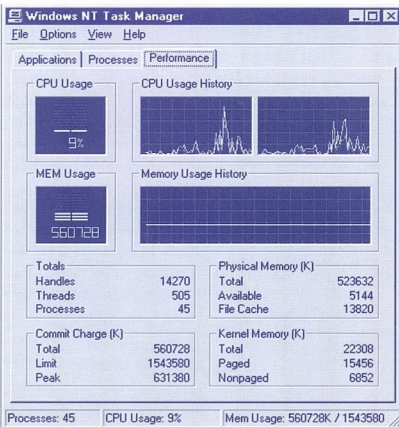 Windows NT Task Manager
File Options View Help
Applications Processes Performance
CPU Usage
CPU Usage History
9%
MEM Usage
Memory Usage History
560728
Totals
Handles 14270
Threads 505
Processes 45
Physical Memory (K)
Total 523632
Available 5144
File Cache 13820
Commit Charge (K)
Total 560728
Limit 1543580
Peak 631380
Kernel Memory (K)
Total 22308
Paged 15456
Nonpaged 6852
Processes: 45 CPU Usage: 9% Mem Usage: 560728K / 1543580